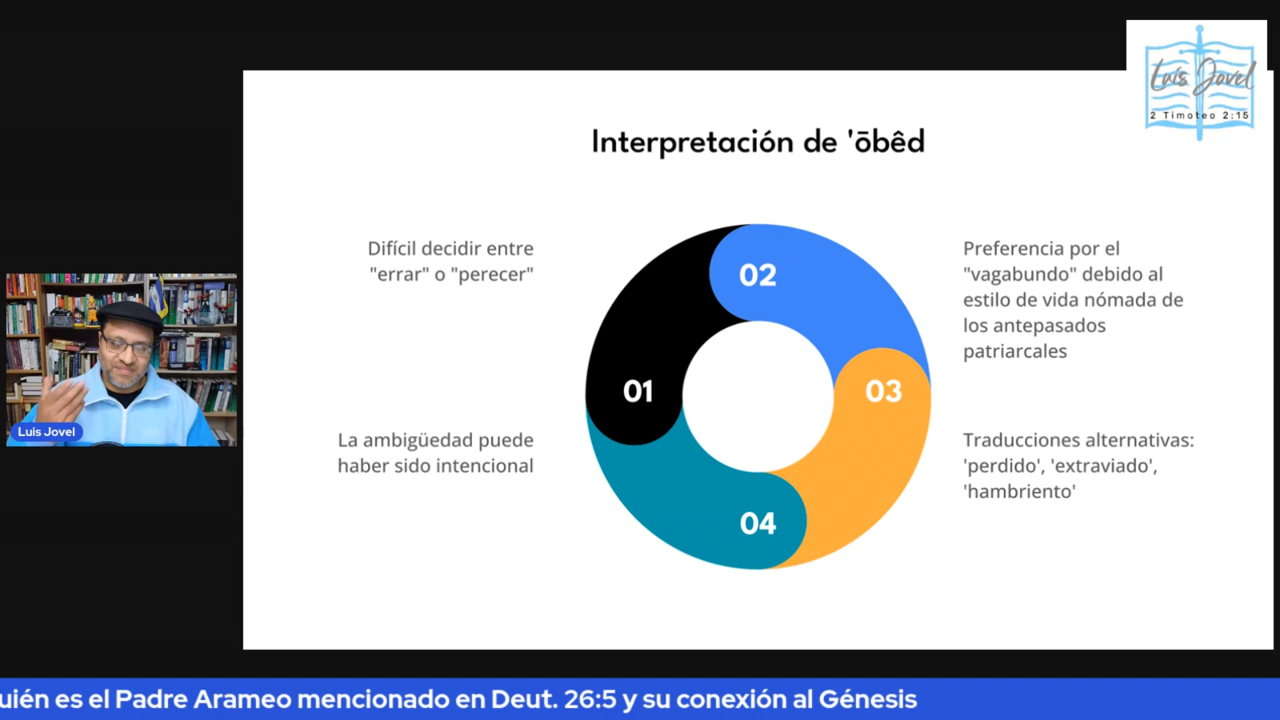 Luis Jovel
2 Timoteo 2:15
Interpretación de 'ōbêd
Difícil decidir entre
"errar" o "perecer"
01
02
Preferencia por el
"vagabundo" debido al
estilo de vida nómada de
los antepasados
patriarcales
03
Traducciones alternativas:
'perdido', 'extraviado',
'hambriento'
La ambigüedad puede
haber sido intencional
04
Luis Jovel
uién es el Padre Arameo mencionado en Deut. 26:5 y su conexión al Génesis